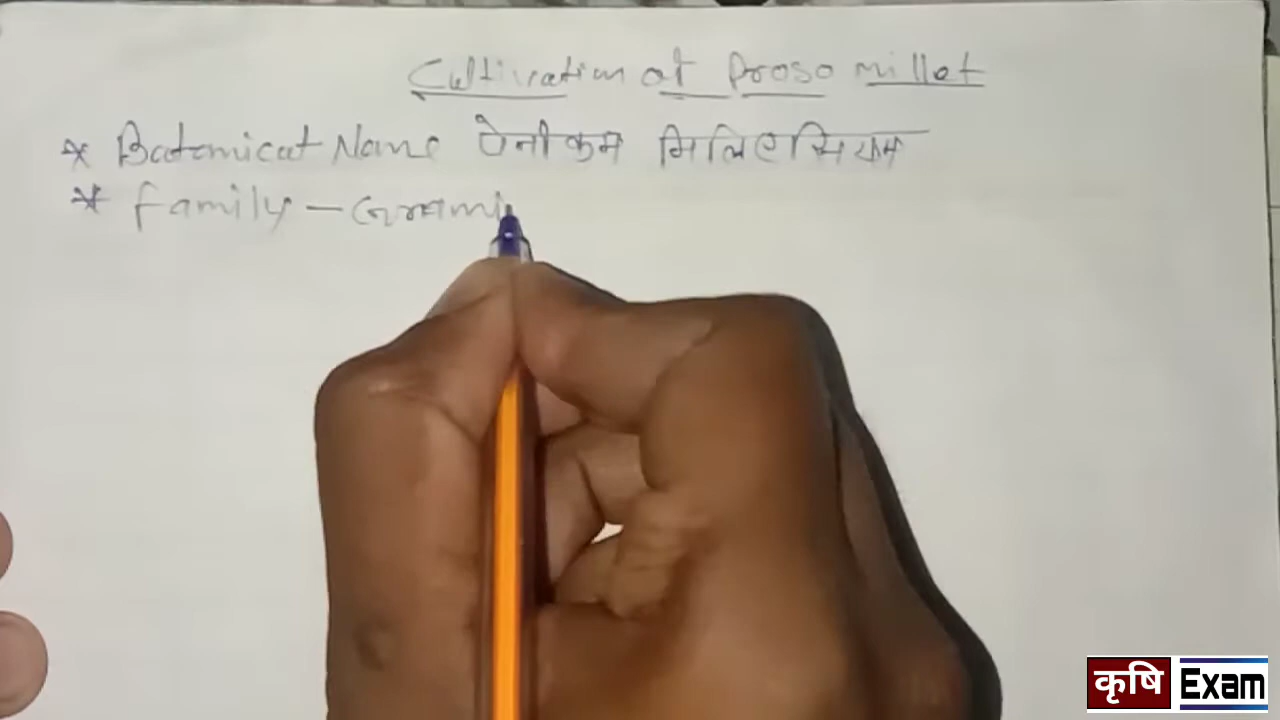 Cultivation of Proso millet
* Botanical Name पेनीकम मिलिएसियम
* family — Grami
कृषि Exam